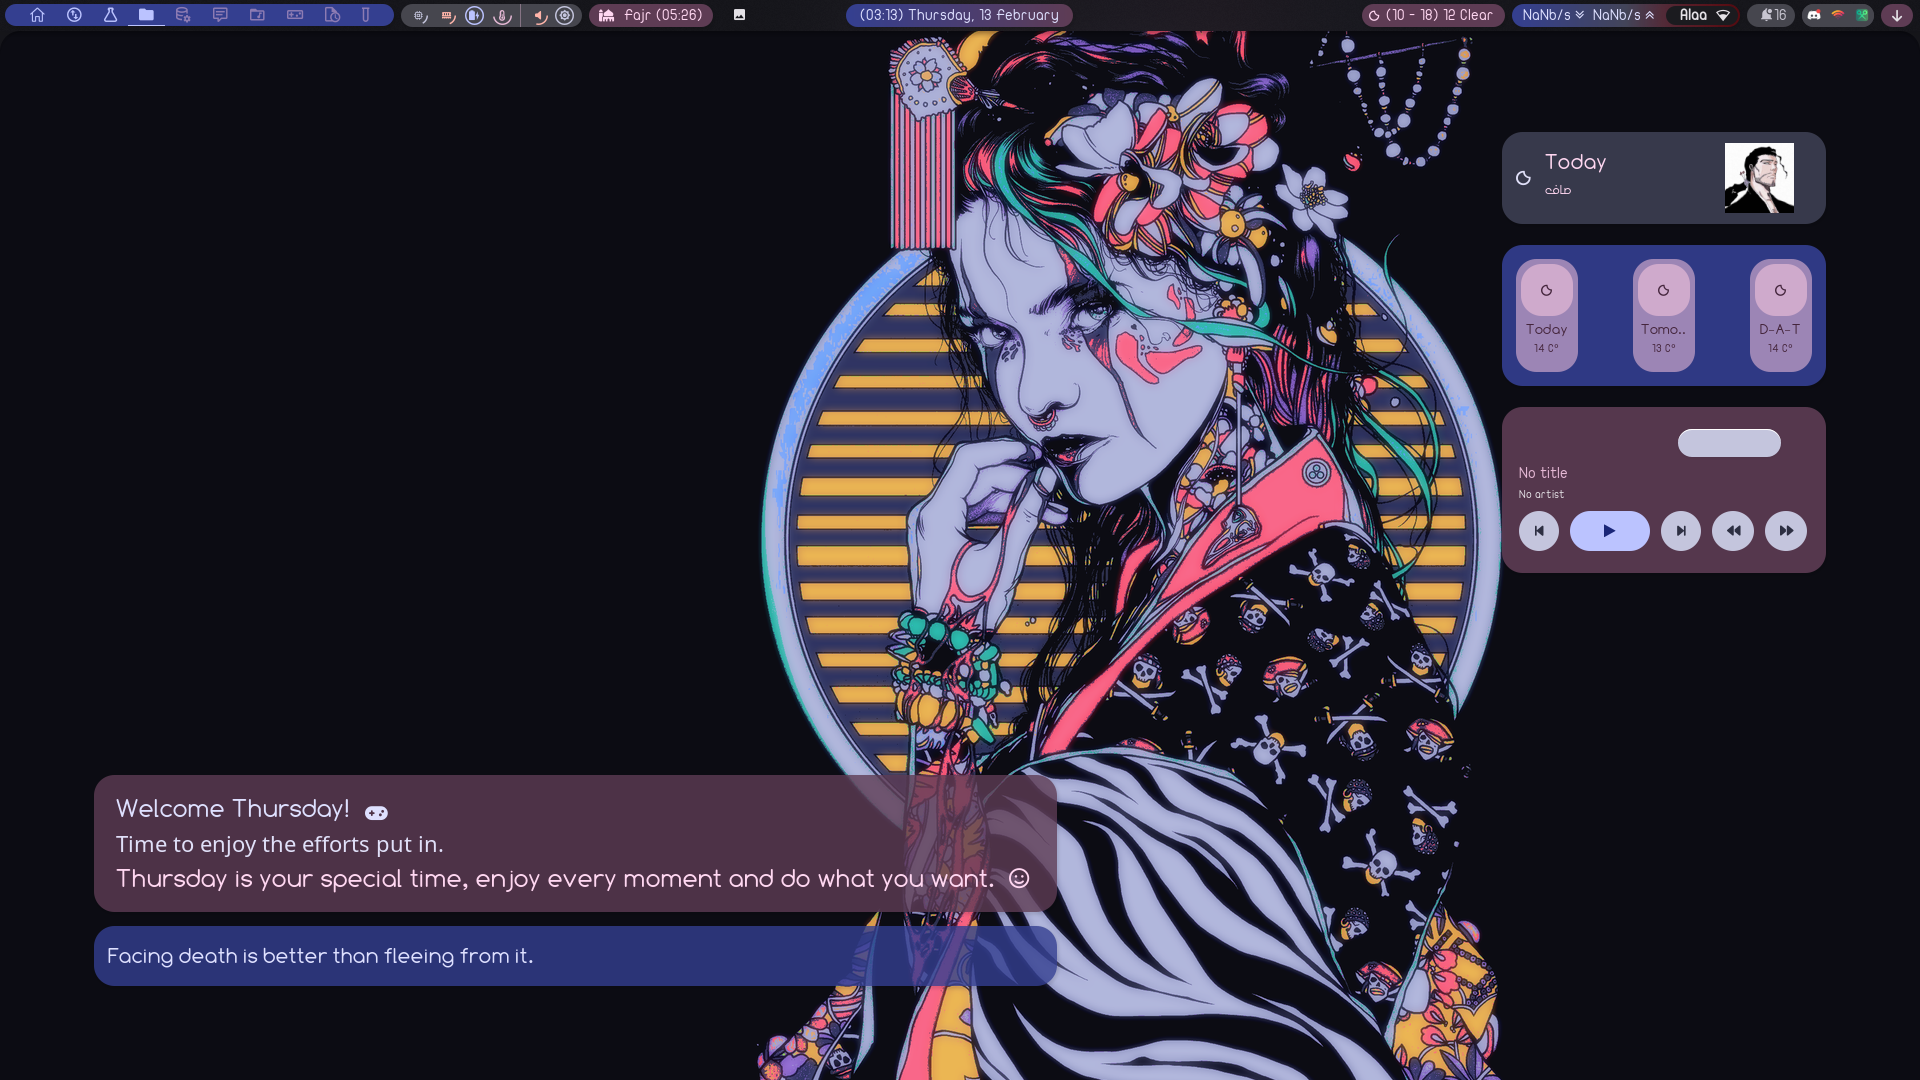 Fajr (05:26)
(03:13) Thursday, 13 February
(10 - 18) 12 Clear
NaNb/s NaNb/s
Alaa
16
Today
صافي
Today
14 C°
Tomo..
13 C°
D-A-T
14 C°
No title
No artist
Welcome Thursday!
Time to enjoy the efforts put in.
Thursday is your special time, enjoy every moment and do what you want.
Facing death is better than fleeing from it.